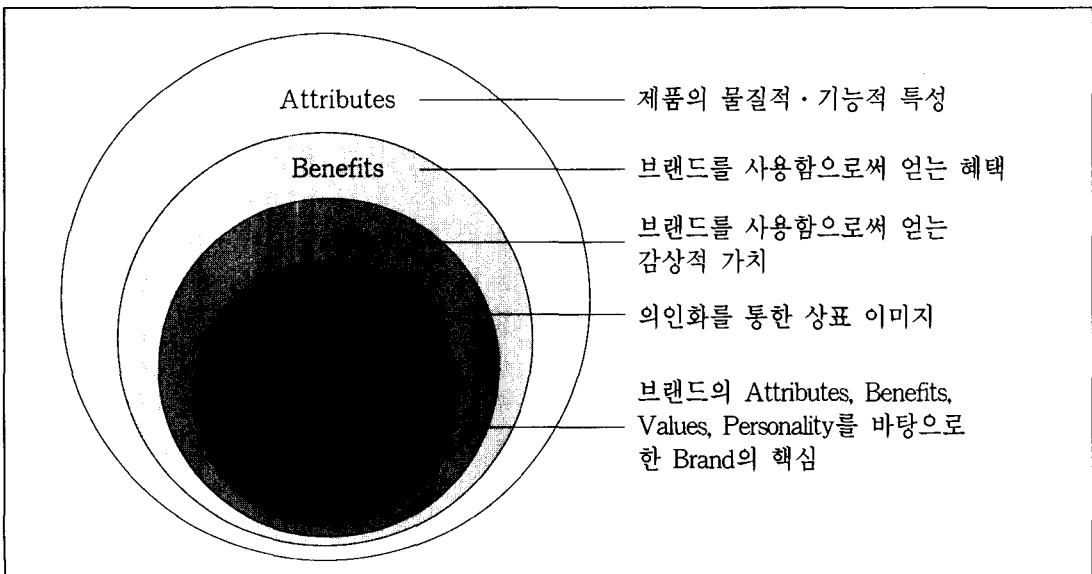 Attributes
제품의 물질적·기능적 특성
Benefits
브랜드를 사용함으로써 얻는 혜택
브랜드를 사용함으로써 얻는
감상적 가치
의인화를 통한 상표 이미지
브랜드의 Attributes, Benefits,
Values, Personality를 바탕으로
한 Brand의 핵심